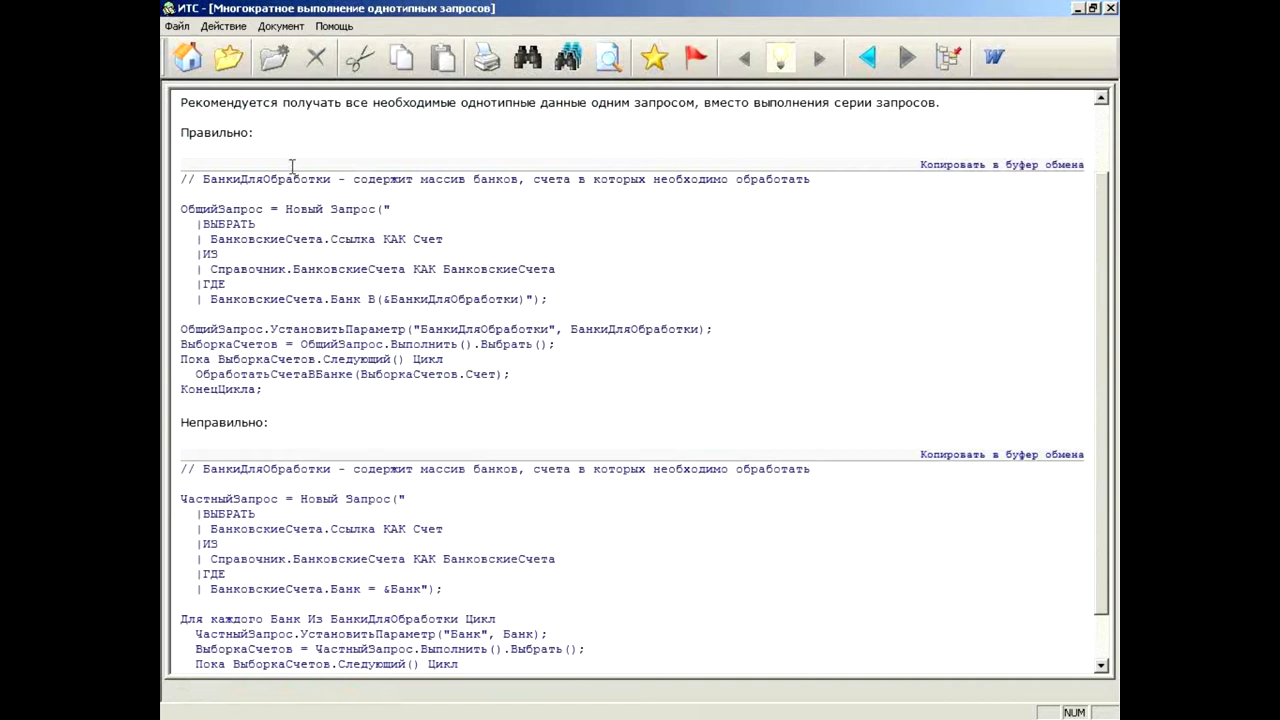 ИТС - [Многократное выполнение однотипных запросов]
Файл Действие Документ Помощь
Рекомендуется получать все необходимые однотипные данные одним запросом, вместо выполнения серии запросов.
Правильно:
Копировать в буфер обмена
// БанкиДляОбработки - содержит массив банков, счета в которых необходимо обработать
ОбщийЗапрос = Новый Запрос("
|ВЫБРАТЬ
| БанковскиеСчета.Ссылка КАК Счет
|ИЗ
| Справочник.БанковскиеСчета КАК БанковскиеСчета
|ГДЕ
| БанковскиеСчета.Банк В(&БанкиДляОбработки)");
ОбщийЗапрос.УстановитьПараметр("БанкиДляОбработки", БанкиДляОбработки);
ВыборкаСчетов = ОбщийЗапрос.Выполнить().Выбрать();
Пока ВыборкаСчетов.Следующий() Цикл
ОбработатьСчетаВБанке(ВыборкаСчетов.Счет);
КонецЦикла;
Неправильно:
Копировать в буфер обмена
// БанкиДляОбработки - содержит массив банков, счета в которых необходимо обработать
ЧастныйЗапрос = Новый Запрос("
|ВЫБРАТЬ
| БанковскиеСчета.Ссылка КАК Счет
|ИЗ
| Справочник.БанковскиеСчета КАК БанковскиеСчета
|ГДЕ
| БанковскиеСчета.Банк = &Банк");
Для каждого Банк Из БанкиДляОбработки Цикл
ЧастныйЗапрос.УстановитьПараметр("Банк", Банк);
ВыборкаСчетов = ЧастныйЗапрос.Выполнить().Выбрать();
Пока ВыборкаСчетов.Следующий() Цикл
NUM